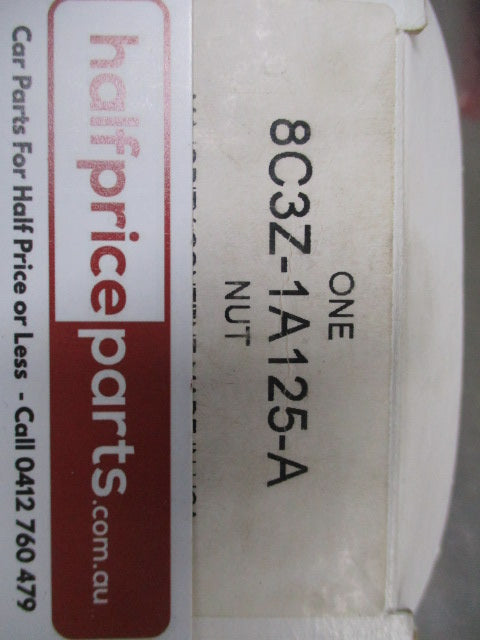 ONE
8C3Z-1A125-A
NUT
halfpriceparts.com.au
Car Parts For Half Price or Less - Call 0412 760 479